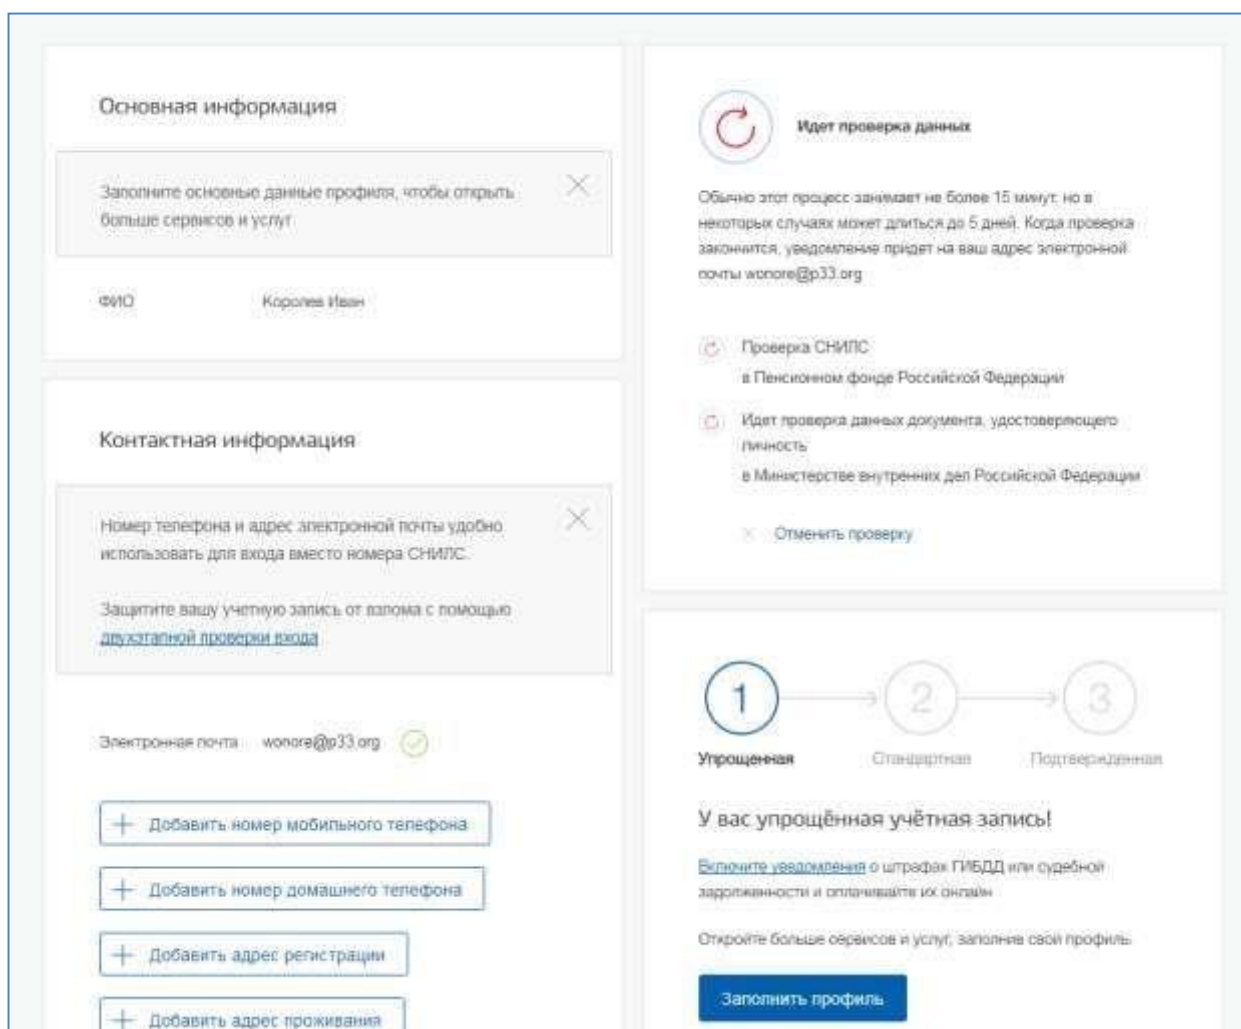 Основная информация
Заполните основные данные профиля, чтобы открыть
больше сервисов и услуг
ФИО Королев Иван
Контактная информация
Номер телефона и адрес электронной почты удобно
использовать для входа вместо номера СНИЛС.
Защитите вашу учетную запись от взлома с помощью
двухэтапной проверки входа
Электронная почта wonore@p33.org
Добавить номер мобильного телефона
Добавить номер домашнего телефона
Добавить адрес регистрации
Добавить адрес проживания
Идет проверка данных
Обычно этот процесс занимает не более 15 минут, но в
некоторых случаях может длиться до 5 дней. Когда проверка
закончится, уведомление придет на ваш адрес электронной
почты wonore@p33.org
Проверка СНИЛС
в Пенсионном фонде Российской Федерации
Идет проверка данных документа, удостоверяющего
личность
в Министерстве внутренних дел Российской Федерации
Отменить проверку
1 2 3
Упрощенная Стандартная Подтвержденная
У вас упрощённая учётная запись!
Включите уведомления о штрафах ГИБДД или судебной
задолженности и оплачивайте их онлайн
Откройте больше сервисов и услуг, заполнив свой профиль.
Заполнить профиль